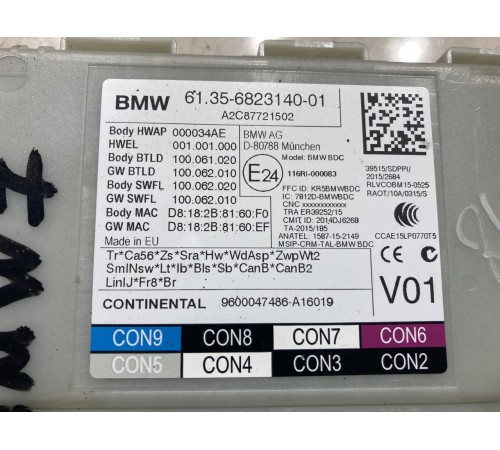 BMW 61.35-6823140-01
A2C87721502
Body HWAP 000034AE
HWEL 001.001.000
Body BTLD 100.061.020
GW BTLD 100.062.010
Body SWFL 100.062.020
GW SWFL 100.062.010
Body MAC D8:18:2B:81:60:F0
GW MAC D8:18:2B:81:60:EF
Made in EU
BMW AG
D-80788 München
Model: BMW BDC
E24
116RI-000083
FFC ID: KR5BMWBDC
IC: 7812D-BMWBDC
CNC xxxxxxxxxxxxx
TRA ER39252/15
CMIT ID: 2014DJ6268
TA-2015/185
ANATEL: 1587-15-2149
MSIP-CRM-TAL-BMW BDC
39515/SDPPI/
2015/2684
RLVCOBM15-0525
RAOT/10A/0315/S
CCAE15LP0770T5
Tr*Ca56*Zs*Sra*Hw*WdAsp*ZwpWt2
SmlNsw*Lt*Ib*Bls*Sb*CanB*CanB2
LinIJ*Fr8*Br
CONTINENTAL 9600047486-A16019
V01
CON9 CON8 CON7 CON6
CON5 CON4 CON3 CON2